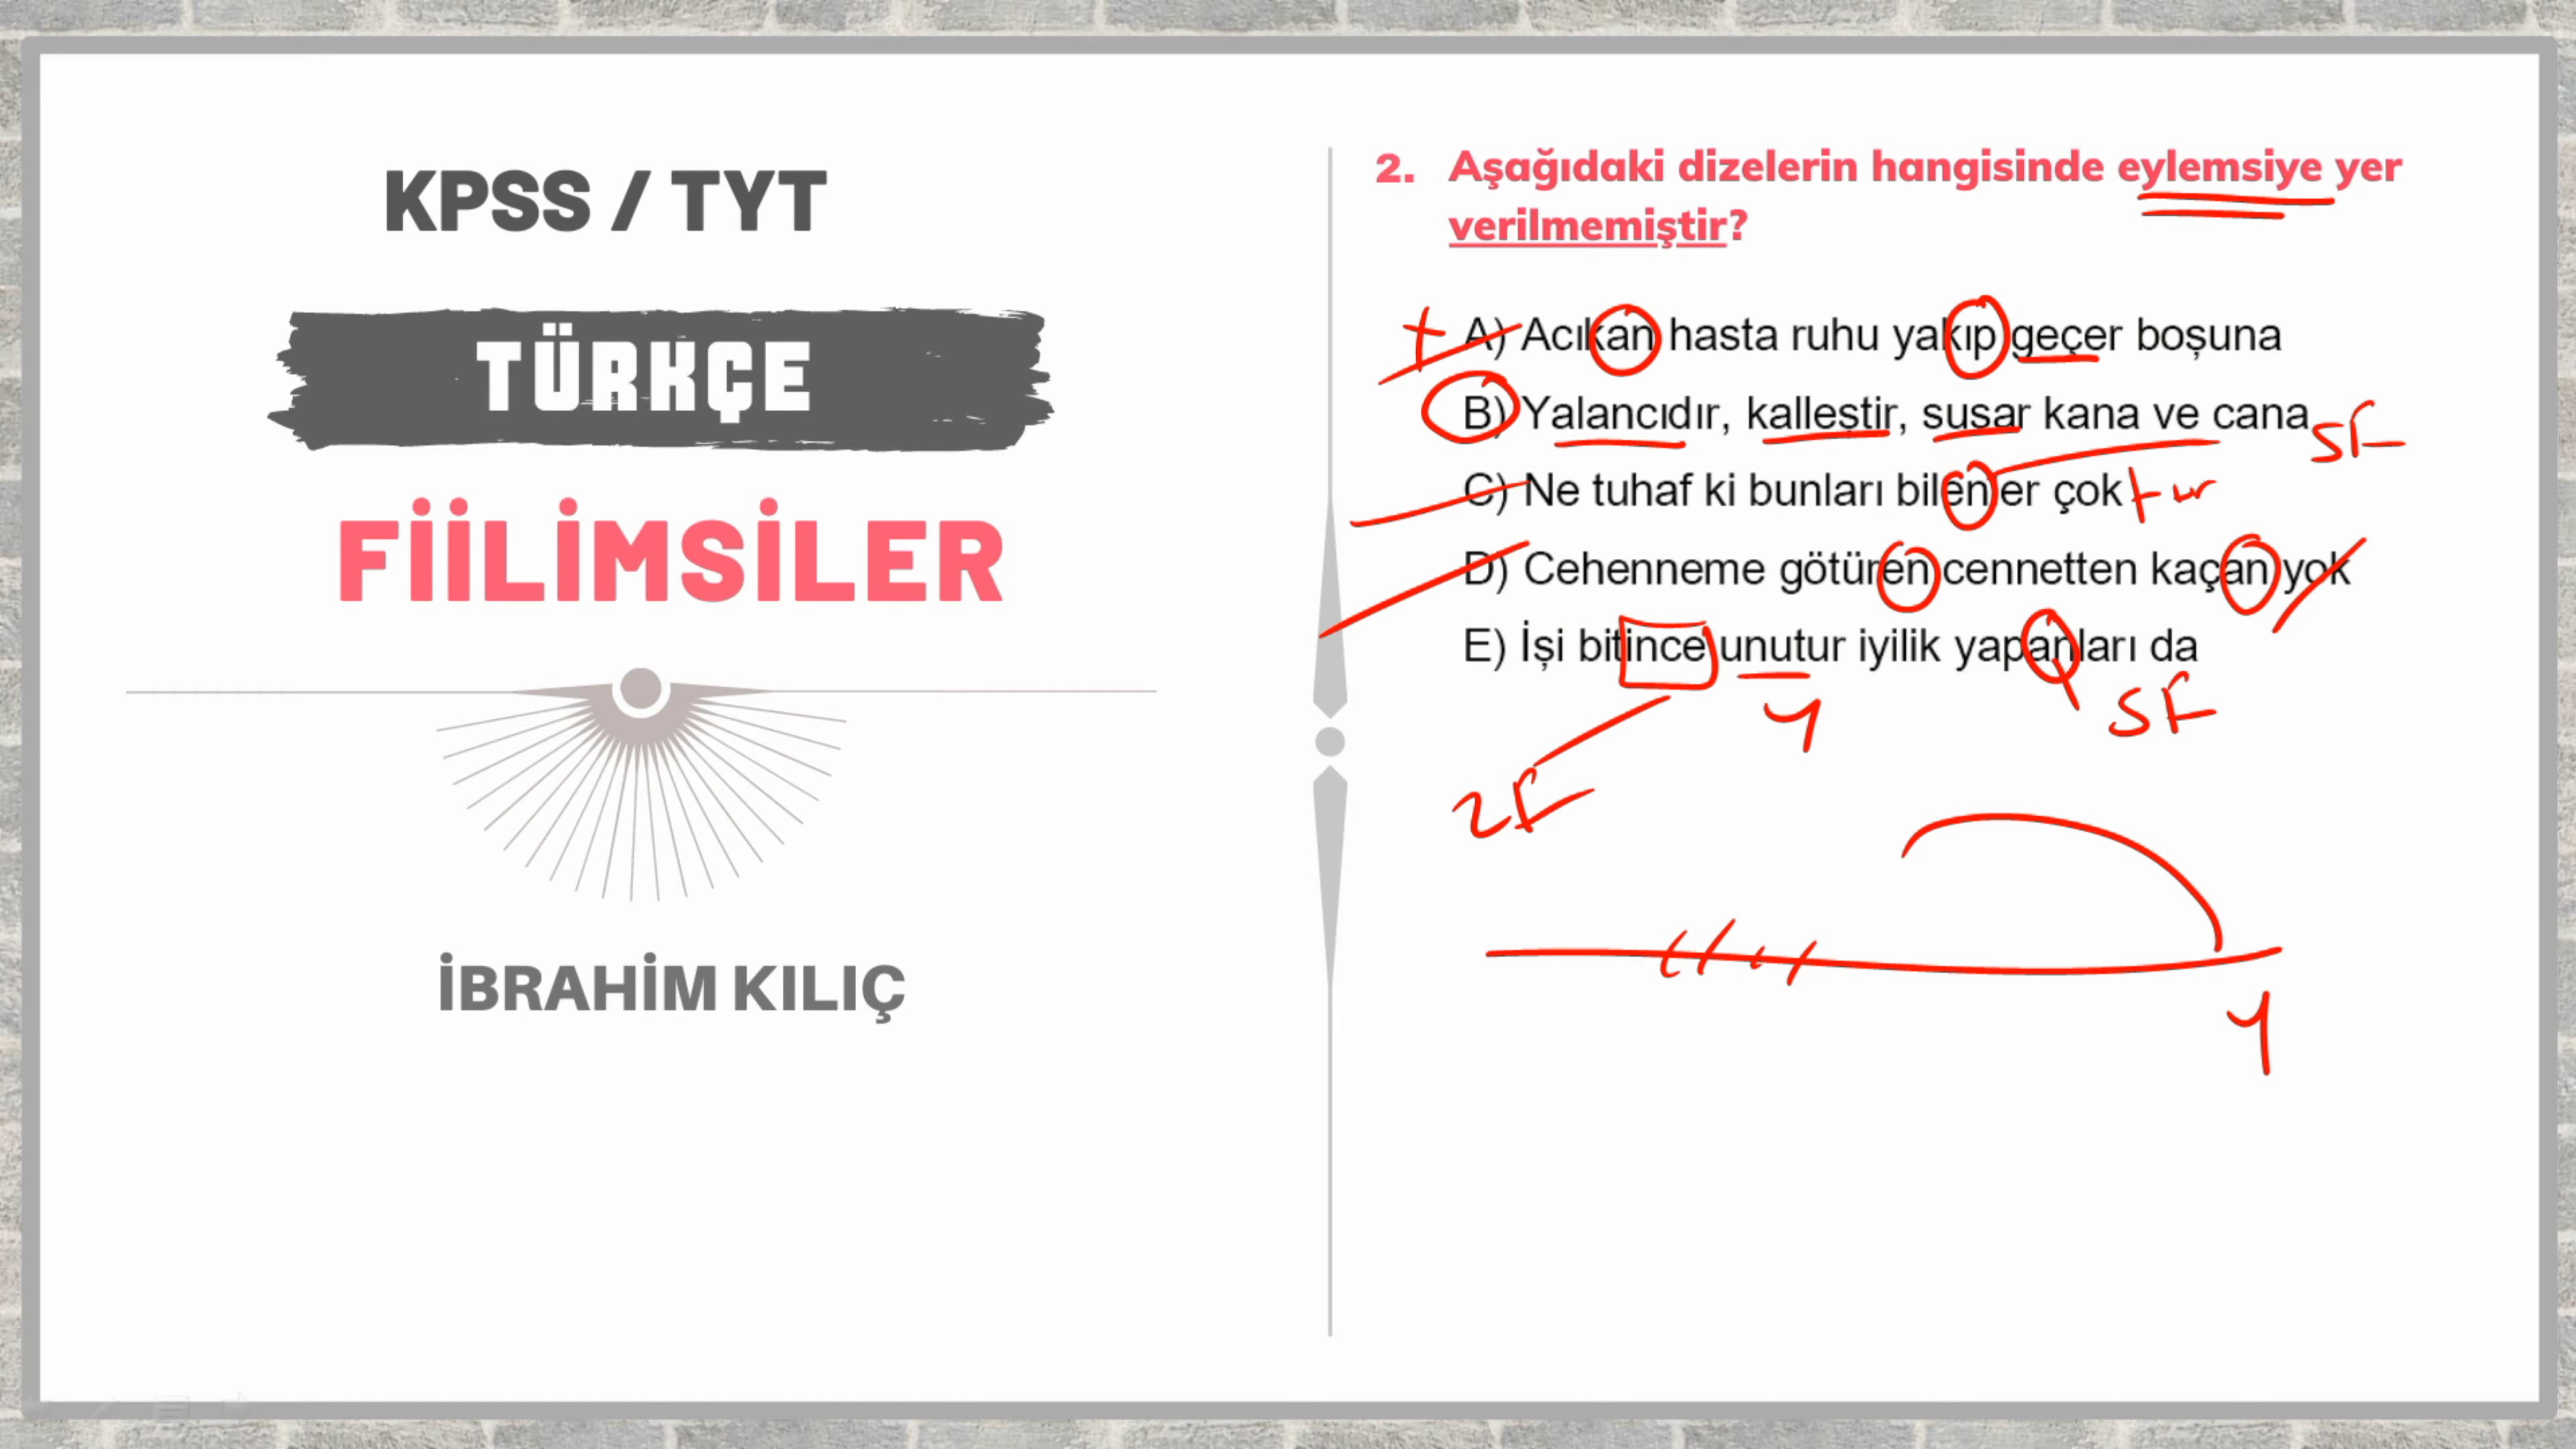 KPSS / TYT
TÜRKÇE
FİİLİMSİLER
İBRAHİM KILIÇ
2. Aşağıdaki dizelerin hangisinde eylemsiye yer
verilmemiştir?
A) Acıkan hasta ruhu yakıp geçer boşuna
B) Yalancıdır, kalleştir, susar kana ve cana
SF
C) Ne tuhaf ki bunları bilenler çok tur
D) Cehenneme götüren cennetten kaçan yok
E) İşi bitince unutur iyilik yapanları da
Y
SF
ZF
Y